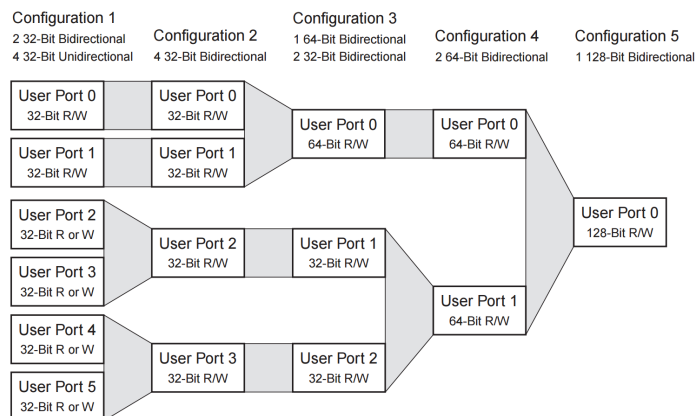 Configuration 1
2 32-Bit Bidirectional
4 32-Bit Unidirectional
Configuration 2
4 32-Bit Bidirectional
Configuration 3
1 64-Bit Bidirectional
2 32-Bit Bidirectional
Configuration 4
2 64-Bit Bidirectional
Configuration 5
1 128-Bit Bidirectional
User Port 0
32-Bit R/W
User Port 1
32-Bit R/W
User Port 2
32-Bit R or W
User Port 3
32-Bit R or W
User Port 4
32-Bit R or W
User Port 5
32-Bit R or W
User Port 0
32-Bit R/W
User Port 1
32-Bit R/W
User Port 2
32-Bit R/W
User Port 3
32-Bit R/W
User Port 0
64-Bit R/W
User Port 1
32-Bit R/W
User Port 2
32-Bit R/W
User Port 0
64-Bit R/W
User Port 1
64-Bit R/W
User Port 0
128-Bit R/W